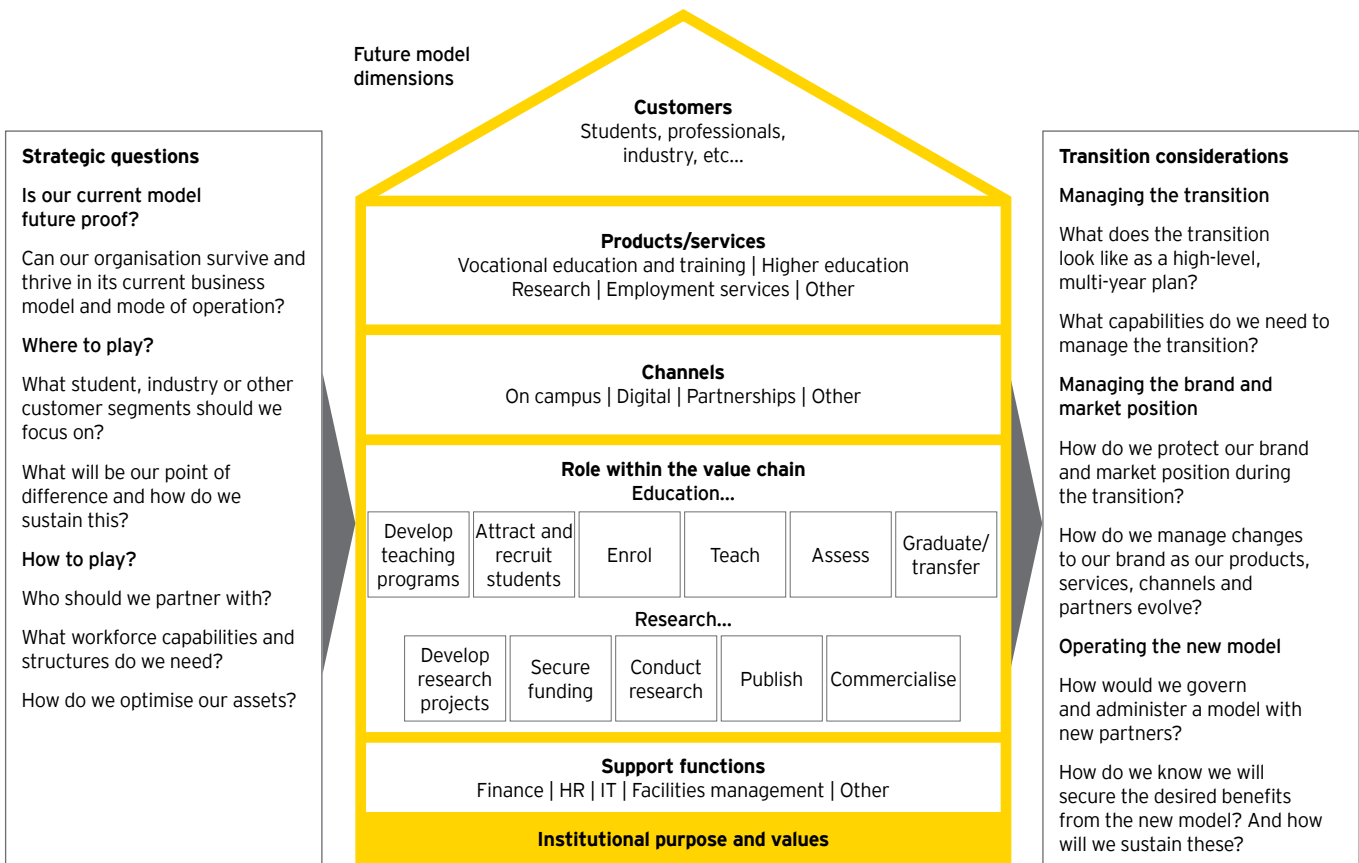 Future model
dimensions
Customers
Students, professionals,
industry, etc...
Strategic questions
Is our current model
future proof?
Can our organisation survive and
thrive in its current business
model and mode of operation?
Where to play?
What student, industry or other
customer segments should we
focus on?
What will be our point of
difference and how do we
sustain this?
How to play?
Who should we partner with?
What workforce capabilities and
structures do we need?
How do we optimise our assets?
Products/services
Vocational education and training | Higher education
Research | Employment services | Other
Channels
On campus | Digital | Partnerships | Other
Role within the value chain
Education...
Develop
teaching
programs
Attract and
recruit
students
Enrol
Teach
Assess
Graduate/
transfer
Research...
Develop
research
projects
Secure
funding
Conduct
research
Publish
Commercialise
Support functions
Finance | HR | IT | Facilities management | Other
Institutional purpose and values
Transition considerations
Managing the transition
What does the transition
look like as a high-level,
multi-year plan?
What capabilities do we need to
manage the transition?
Managing the brand and
market position
How do we protect our brand
and market position during
the transition?
How do we manage changes
to our brand as our products,
services, channels and
partners evolve?
Operating the new model
How would we govern
and administer a model with
new partners?
How do we know we will
secure the desired benefits
from the new model? And how
will we sustain these?